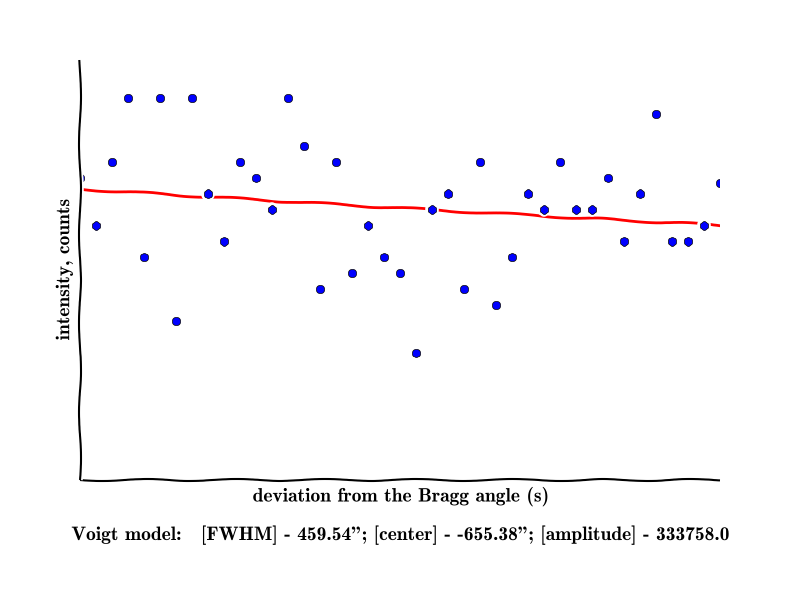 intensity, counts
deviation from the Bragg angle (s)
Voigt model: [FWHM] - 459.54”; [center] - -655.38”; [amplitude] - 333758.0